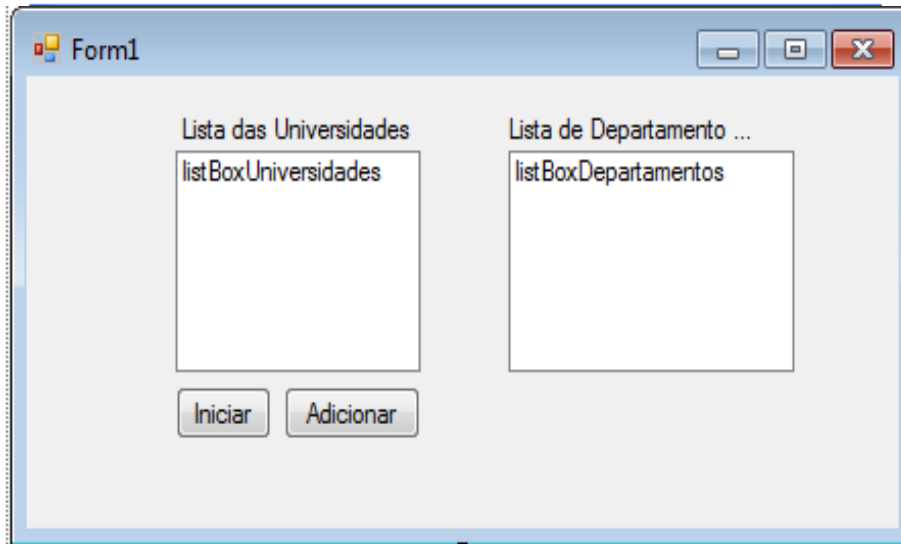 Form1
Lista das Universidades
listBoxUniversidades
Lista de Departamento ...
listBoxDepartamentos
Iniciar
Adicionar